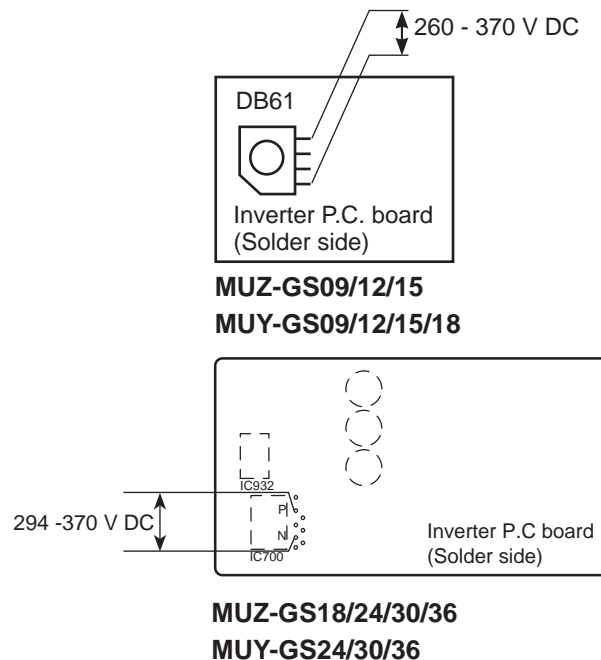 260 - 370 V DC
DB61
Inverter P.C. board
(Solder side)
MUZ-GS09/12/15
MUY-GS09/12/15/18
IC932
294 -370 V DC
P
N
IC700
Inverter P.C board
(Solder side)
MUZ-GS18/24/30/36
MUY-GS24/30/36